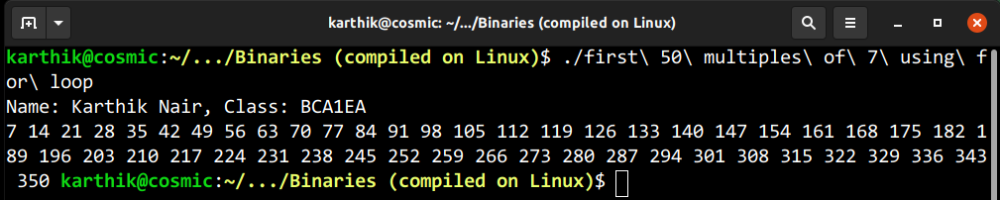 karthik@cosmic: ~/.../Binaries (compiled on Linux)
karthik@cosmic:~/.../Binaries (compiled on Linux)$ ./first\ 50\ multiples\ of\ 7\ using\ f
or\ loop
Name: Karthik Nair, Class: BCA1EA
7 14 21 28 35 42 49 56 63 70 77 84 91 98 105 112 119 126 133 140 147 154 161 168 175 182 1
89 196 203 210 217 224 231 238 245 252 259 266 273 280 287 294 301 308 315 322 329 336 343
 350 karthik@cosmic:~/.../Binaries (compiled on Linux)$